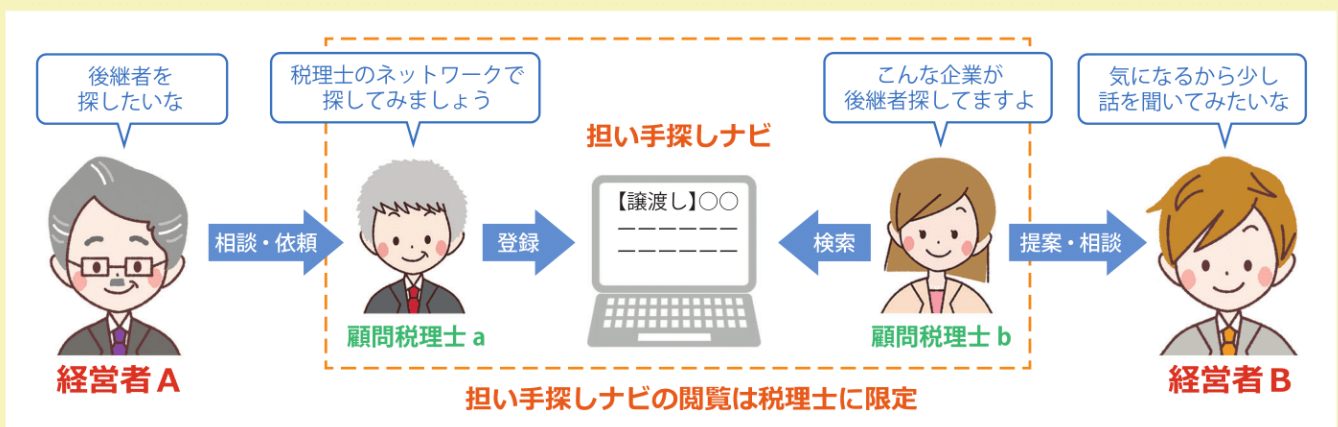 後継者を
探したいな
税理士のネットワークで
探してみましょう
こんな企業が
後継者探してますよ
気になるから少し
話を聞いてみたいな
担い手探しナビ
【譲渡し】○○
相談・依頼
登録
検索
提案・相談
顧問税理士 a
顧問税理士 b
経営者 A
経営者 B
担い手探しナビの閲覧は税理士に限定